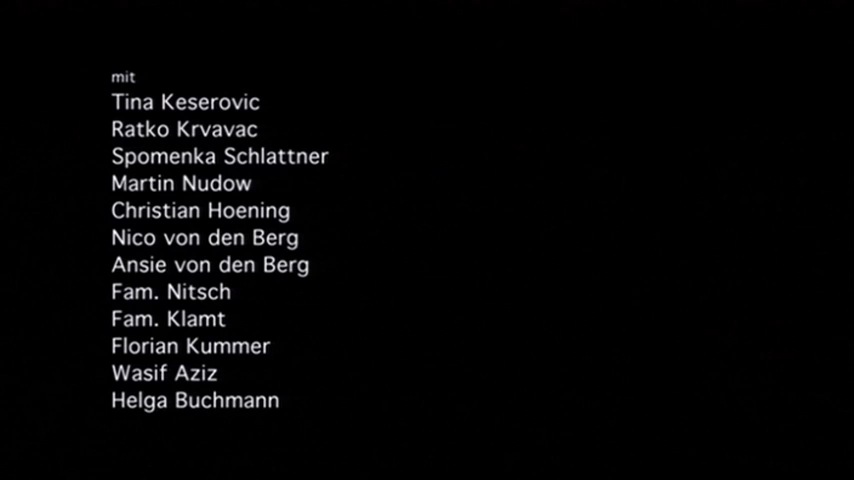 mit
Tina Keserovic
Ratko Krvavac
Spomenka Schlattner
Martin Nudow
Christian Hoening
Nico von den Berg
Ansie von den Berg
Fam. Nitsch
Fam. Klamt
Florian Kummer
Wasif Aziz
Helga Buchmann